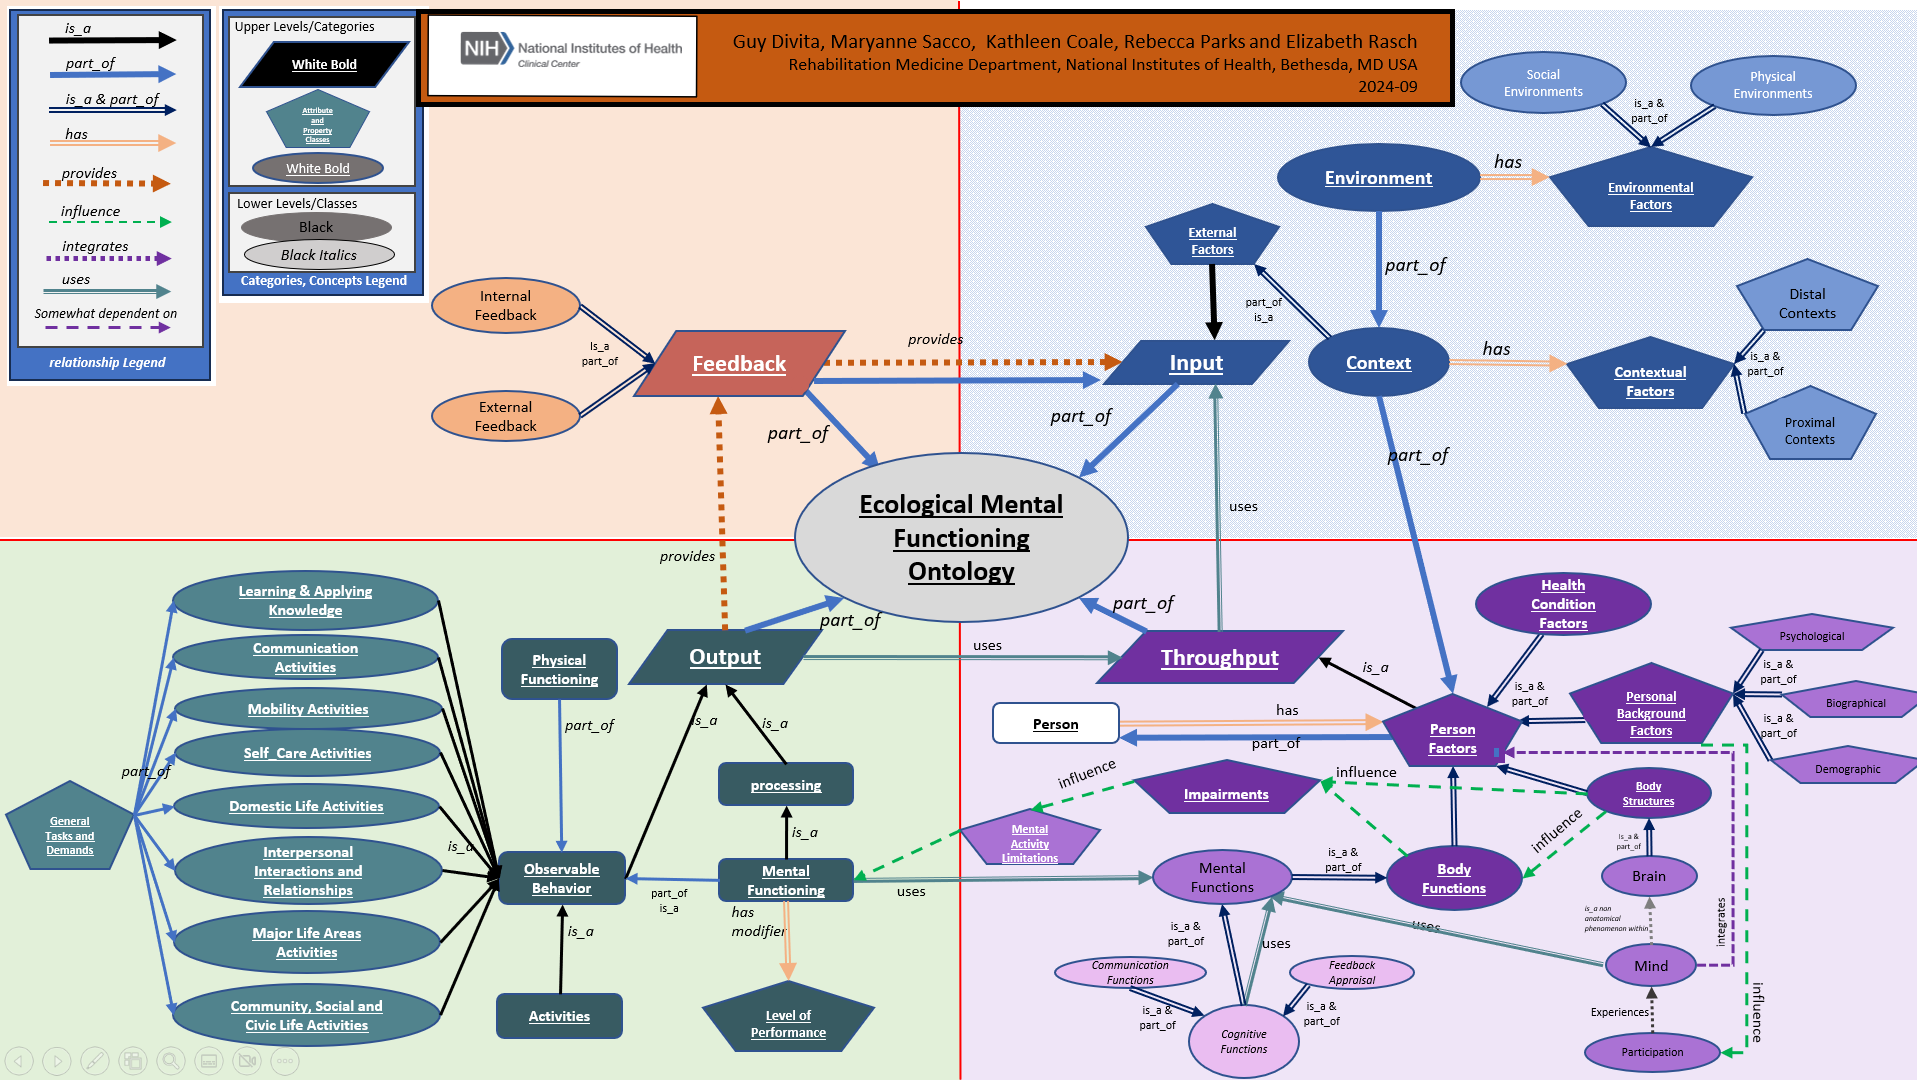 is_a
part_of
is_a & part_of
has
provides
influence
integrates
uses
Somewhat dependent on
relationship Legend
Upper Levels/Categories
White Bold
Attribute
and
Property
Classes
White Bold
Lower Levels/Classes
Black
Black Italics
Categories, Concepts Legend
NIH
National Institutes of Health
Clinical Center
Guy Divita, Maryanne Sacco,  Kathleen Coale, Rebecca Parks and Elizabeth Rasch
Rehabilitation Medicine Department, National Institutes of Health, Bethesda, MD USA
2024-09
Social
Environments
Physical
Environments
is_a &
part_of
Environment
has
Environmental
Factors
External
Factors
part_of
part_of
is_a
Distal
Contexts
Internal
Feedback
Is_a
part_of
External
Feedback
Feedback
provides
Input
Context
has
Contextual
Factors
is_a &
part_of
Proximal
Contexts
part_of
part_of
part_of
Ecological Mental
Functioning
Ontology
uses
provides
part_of
part_of
Learning & Applying
Knowledge
Communication
Activities
Mobility Activities
Self_Care Activities
part_of
Domestic Life Activities
General
Tasks and
Demands
is_a
Interpersonal
Interactions and
Relationships
Major Life Areas
Activities
Community, Social and
Civic Life Activities
Physical
Functioning
part_of
Output
uses
Throughput
is_a
is_a
processing
is_a
Observable
Behavior
part_of
is_a
Mental
Functioning
uses
has
modifier
is_a
Activities
Level of
Performance
Health
Condition
Factors
is_a
is_a &
part_of
Psychological
is_a &
part_of
Personal
Background
Factors
Biographical
is_a &
part_of
Demographic
Person
has
part_of
Person
Factors
influence
Impairments
influence
Body
Structures
Mental
Activity
Limitations
influence
is_a &
part_of
Mental
Functions
is_a &
part_of
Body
Functions
Brain
is_a non
anatomical
phenomenon within
integrates
uses
is_a &
part_of
uses
Communication
Functions
Feedback
Appraisal
Mind
is_a &
part_of
is_a &
part_of
Cognitive
Functions
Experiences
influence
Participation